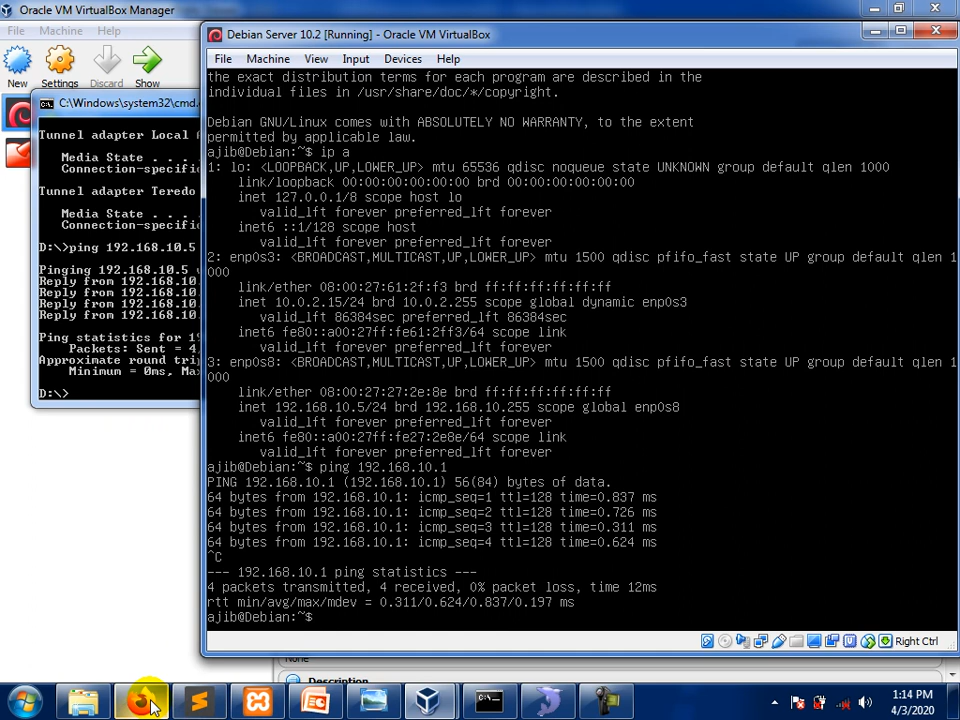 Oracle VM VirtualBox Manager
File Machine Help
New Settings Discard Show
C:\Windows\system32\cmd.
Tunnel adapter Local
Media State . . . .
Connection-specific
Tunnel adapter Teredo
Media State . . . .
Connection-specific
D:\>ping 192.168.10.5
Pinging 192.168.10.5
Reply from 192.168.10
Reply from 192.168.10
Reply from 192.168.10
Reply from 192.168.10
Ping statistics for 19
Packets: Sent = 4,
Approximate round trip
Minimum = 0ms, Max
D:\>
Debian Server 10.2 [Running] - Oracle VM VirtualBox
File Machine View Input Devices Help
the exact distribution terms for each program are described in the
individual files in /usr/share/doc/*/copyright.
Debian GNU/Linux comes with ABSOLUTELY NO WARRANTY, to the extent
permitted by applicable law.
ajib@Debian:~$ ip a
1: lo: <LOOPBACK,UP,LOWER_UP> mtu 65536 qdisc noqueue state UNKNOWN group default qlen 1000
link/loopback 00:00:00:00:00:00 brd 00:00:00:00:00:00
inet 127.0.0.1/8 scope host lo
valid_lft forever preferred_lft forever
inet6 ::1/128 scope host
valid_lft forever preferred_lft forever
2: enp0s3: <BROADCAST,MULTICAST,UP,LOWER_UP> mtu 1500 qdisc pfifo_fast state UP group default qlen 1
000
link/ether 08:00:27:61:2f:f3 brd ff:ff:ff:ff:ff:ff
inet 10.0.2.15/24 brd 10.0.2.255 scope global dynamic enp0s3
valid_lft 86384sec preferred_lft 86384sec
inet6 fe80::a00:27ff:fe61:2ff3/64 scope link
valid_lft forever preferred_lft forever
3: enp0s8: <BROADCAST,MULTICAST,UP,LOWER_UP> mtu 1500 qdisc pfifo_fast state UP group default qlen 1
000
link/ether 08:00:27:27:2e:8e brd ff:ff:ff:ff:ff:ff
inet 192.168.10.5/24 brd 192.168.10.255 scope global enp0s8
valid_lft forever preferred_lft forever
inet6 fe80::a00:27ff:fe27:2e8e/64 scope link
valid_lft forever preferred_lft forever
ajib@Debian:~$ ping 192.168.10.1
PING 192.168.10.1 (192.168.10.1) 56(84) bytes of data.
64 bytes from 192.168.10.1: icmp_seq=1 ttl=128 time=0.837 ms
64 bytes from 192.168.10.1: icmp_seq=2 ttl=128 time=0.726 ms
64 bytes from 192.168.10.1: icmp_seq=3 ttl=128 time=0.311 ms
64 bytes from 192.168.10.1: icmp_seq=4 ttl=128 time=0.624 ms
^C
--- 192.168.10.1 ping statistics ---
4 packets transmitted, 4 received, 0% packet loss, time 12ms
rtt min/avg/max/mdev = 0.311/0.624/0.837/0.197 ms
ajib@Debian:~$
Right Ctrl
None
Description
1:14 PM
4/3/2020